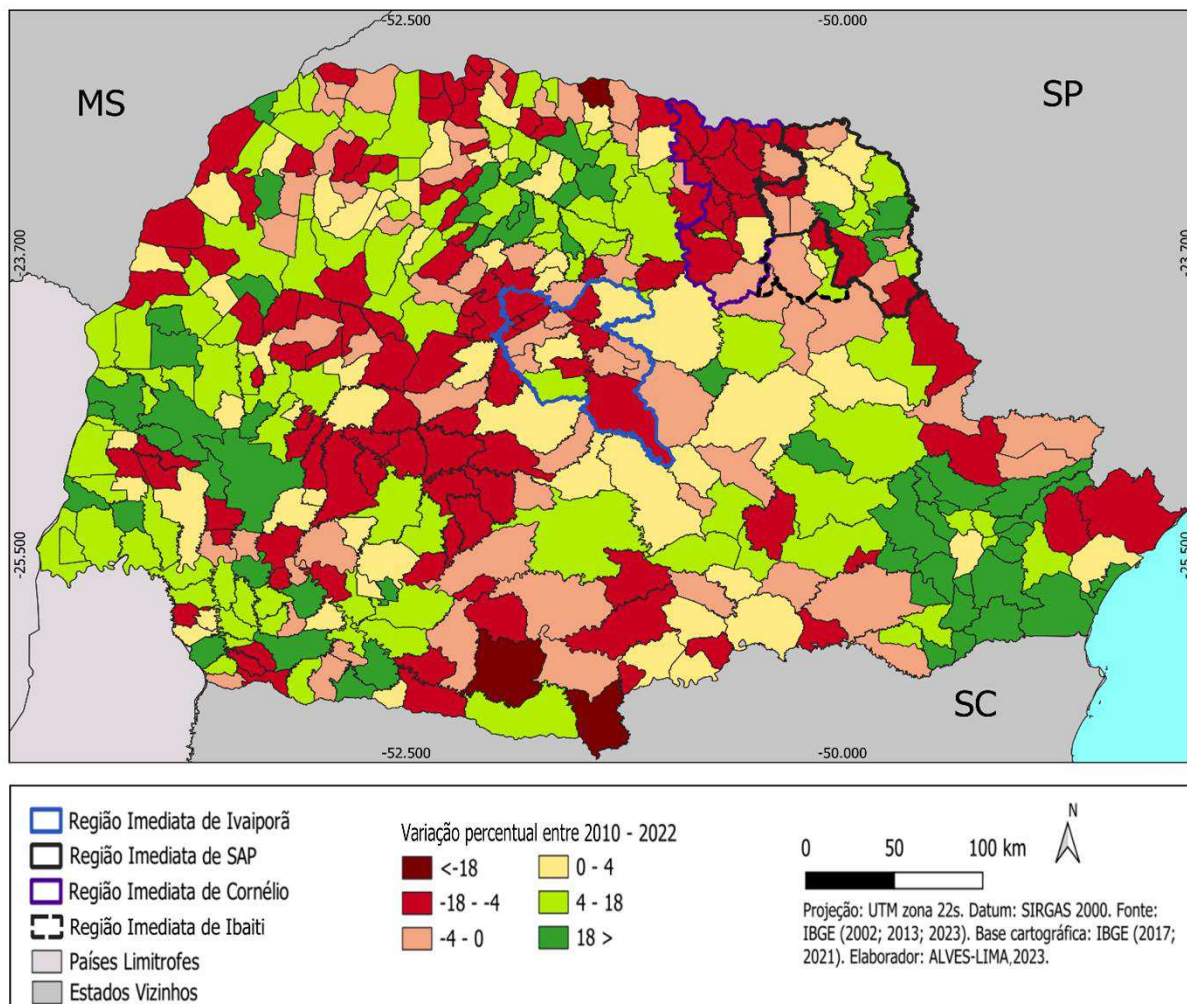 -52.500
-50.000
MS
SP
-23.700
-23.700
-25.500
-25.500
SC
-52.500
-50.000
Região Imediata de Ivaiporã
Região Imediata de SAP
Região Imediata de Cornélio
Região Imediata de Ibaiti
Países Limitrofes
Estados Vizinhos
Variação percentual entre 2010 - 2022
<-18
-18 - -4
-4 - 0
0 - 4
4 - 18
18 >
N
0 50 100 km
Projeção: UTM zona 22s. Datum: SIRGAS 2000. Fonte:
IBGE (2002; 2013; 2023). Base cartográfica: IBGE (2017;
2021). Elaborador: ALVES-LIMA,2023.